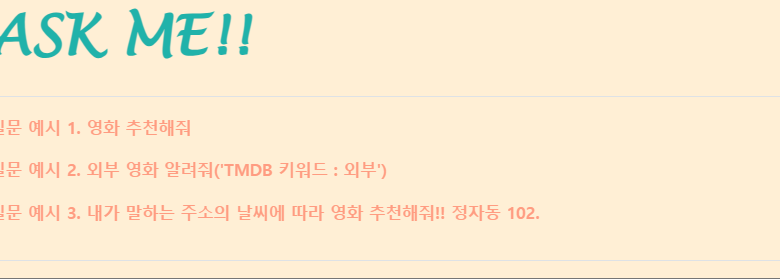 ASK ME!!
질문 예시 1. 영화 추천해줘
질문 예시 2. 외부 영화 알려줘('TMDB 키워드 : 외부')
질문 예시 3. 내가 말하는 주소의 날씨에 따라 영화 추천해줘!! 정자동 102.